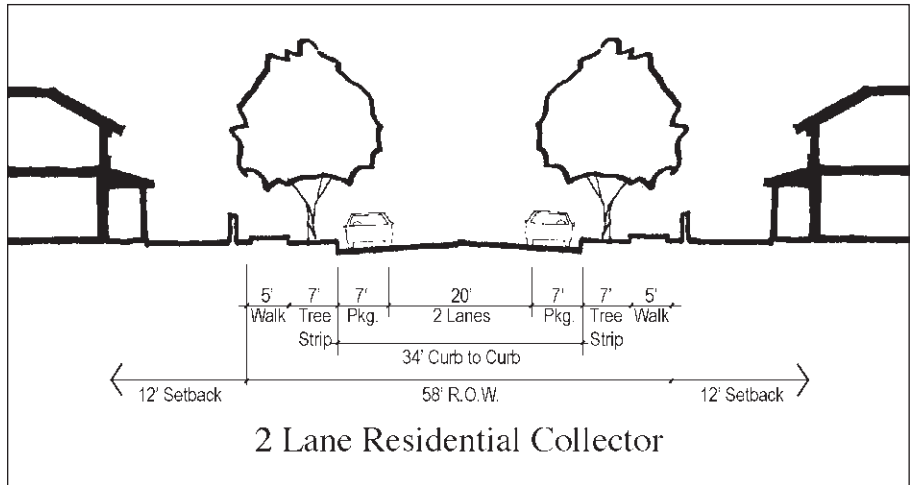 5' 7' 7' 20' 7' 7' 5'
Walk Tree Pkg. 2 Lanes Pkg. Tree Walk
Strip Strip
34' Curb to Curb
12' Setback 58' R.O.W. 12' Setback
2 Lane Residential Collector